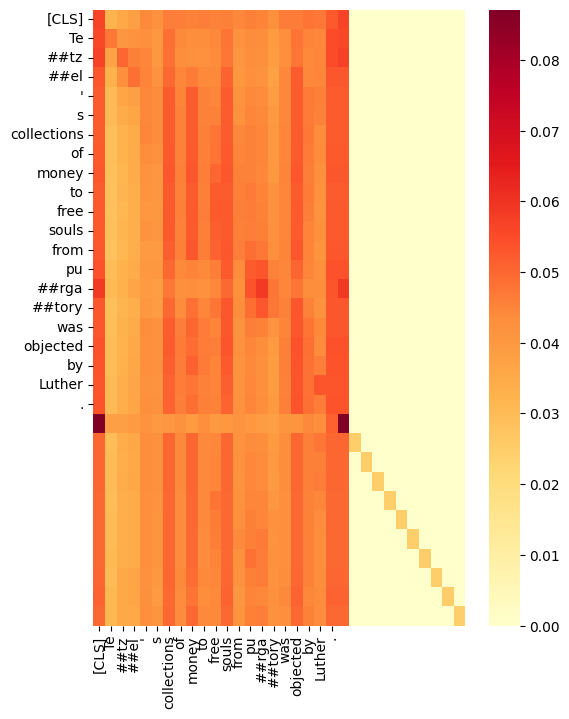 [CLS]
Te
##tz
##el
'
s
collections
of
money
to
free
souls
from
pu
##rga
##tory
was
objected
by
Luther
.
[CLS]
Te
##tz
##el
'
s
collections
of
money
to
free
souls
from
pu
##rga
##tory
was
objected
by
Luther
.
0.08
0.07
0.06
0.05
0.04
0.03
0.02
0.01
0.00